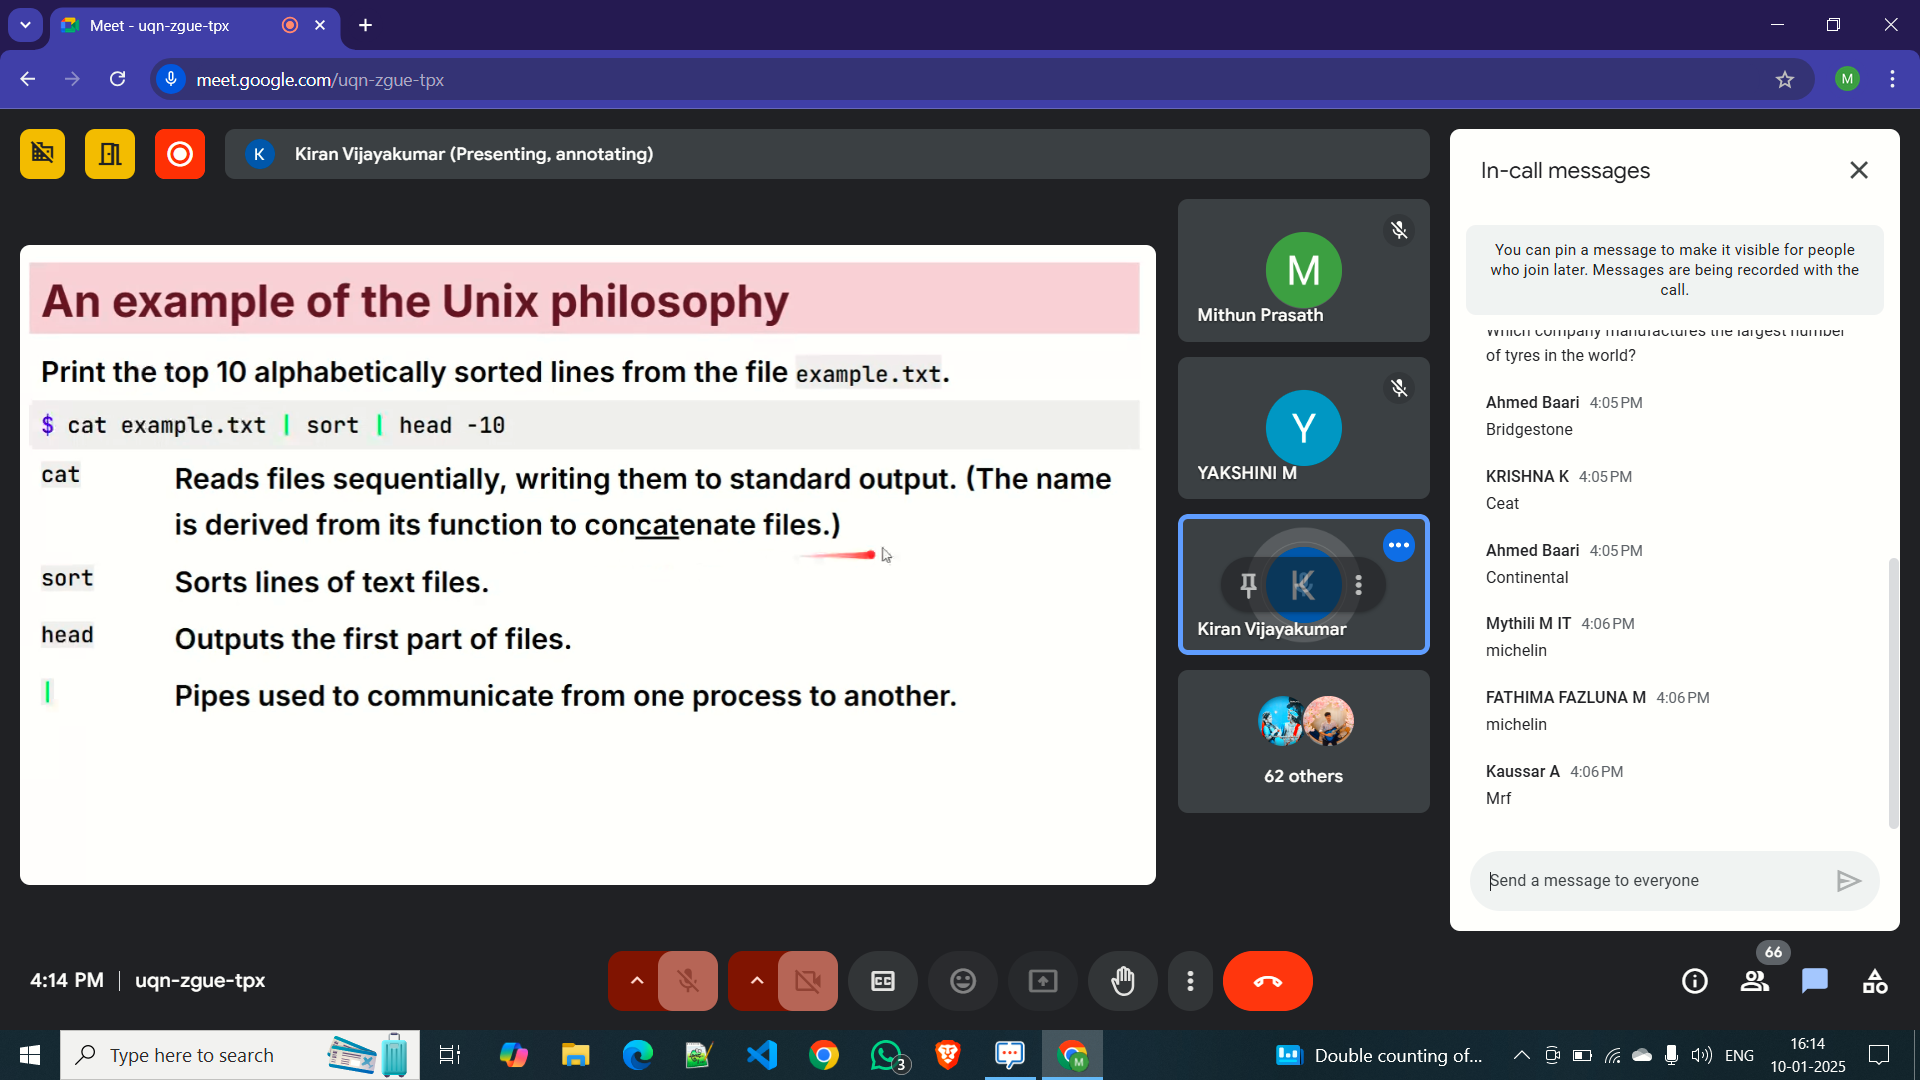 Meet - uqn-zgue-tpx
meet.google.com/uqn-zgue-tpx
M
K
Kiran Vijayakumar (Presenting, annotating)
An example of the Unix philosophy
Print the top 10 alphabetically sorted lines from the file example.txt.
$ cat example.txt | sort | head -10
cat Reads files sequentially, writing them to standard output. (The name
is derived from its function to concatenate files.)
sort Sorts lines of text files.
head Outputs the first part of files.
| Pipes used to communicate from one process to another.
M
Mithun Prasath
Y
YAKSHINI M
K
Kiran Vijayakumar
62 others
In-call messages
You can pin a message to make it visible for people
who join later. Messages are being recorded with the
call.
Which company manufactures the largest number
of tyres in the world?
Ahmed Baari 4:05 PM
Bridgestone
KRISHNA K 4:05 PM
Ceat
Ahmed Baari 4:05 PM
Continental
Mythili M IT 4:06 PM
michelin
FATHIMA FAZLUNA M 4:06 PM
michelin
Kaussar A 4:06 PM
Mrf
Send a message to everyone
4:14 PM | uqn-zgue-tpx
CC
66
Type here to search
3
M
Double counting of...
ENG
16:14
10-01-2025